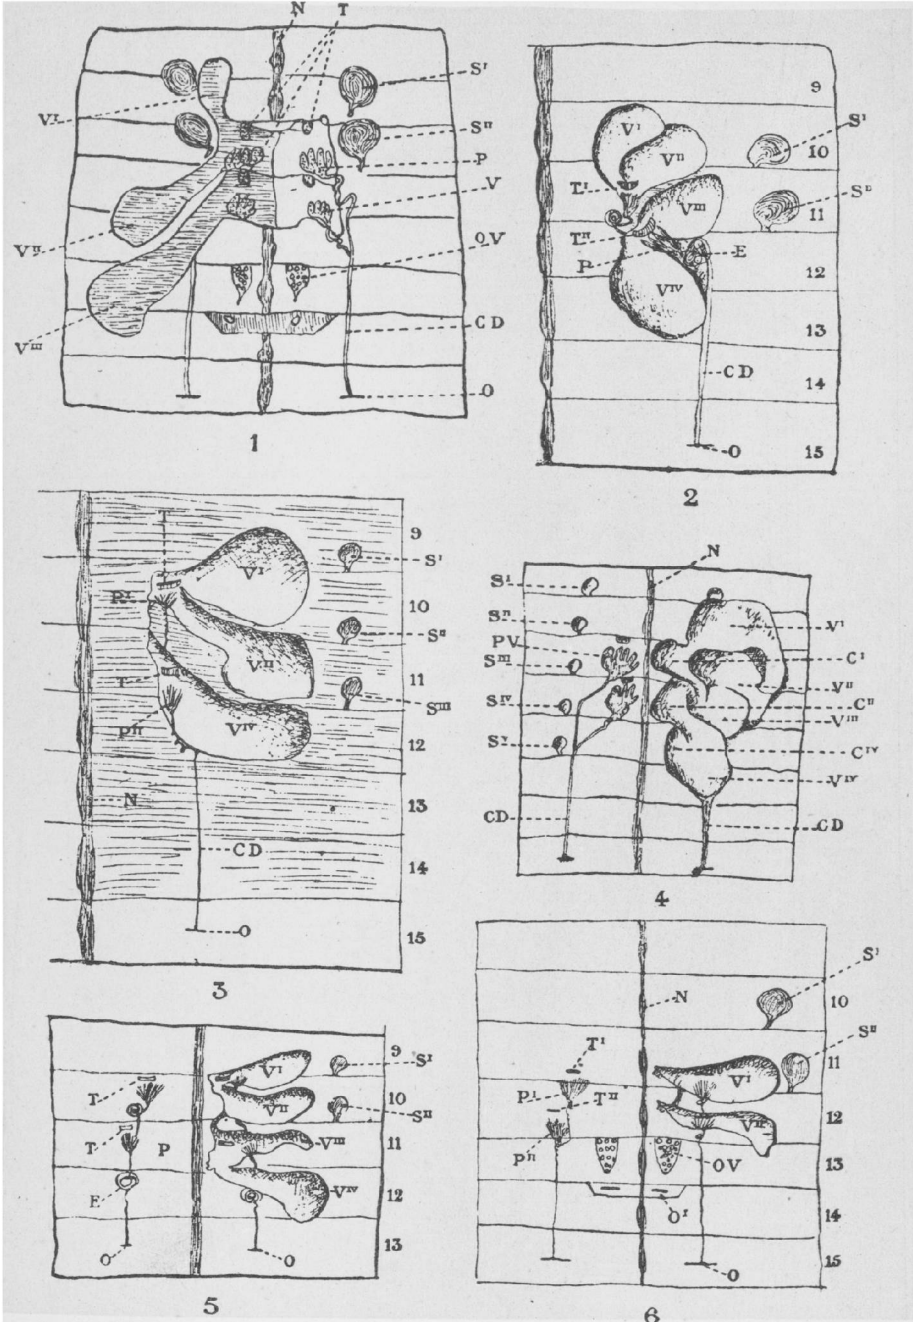 N T
S^I
V^I
S^II
P
V
V^II
OV
CD
V^III
O
1
9
V^I
S^I
10
V^II
T^I
S^II
V^III
11
T^II
P
E
12
V^IV
13
CD
14
O
15
2
T
9
V^I
S^I
P^I
10
S^II
V^II
11
T
S^III
P^II
V^IV
12
N
13
CD
14
O
15
3
N
S^I
S^II
V^I
PV
C^I
S^III
V^II
S^IV
C^II
V^III
S^V
C^IV
V^IV
CD
CD
4
9
V^I
S^I
T
V^II
10
S^II
T
P
V^III
11
E
V^IV
12
O
O
13
5
S^I
N
10
S^II
T^I
11
V^I
P^I
T^II
12
V^II
P^II
OV
13
O^I
14
O
15
6